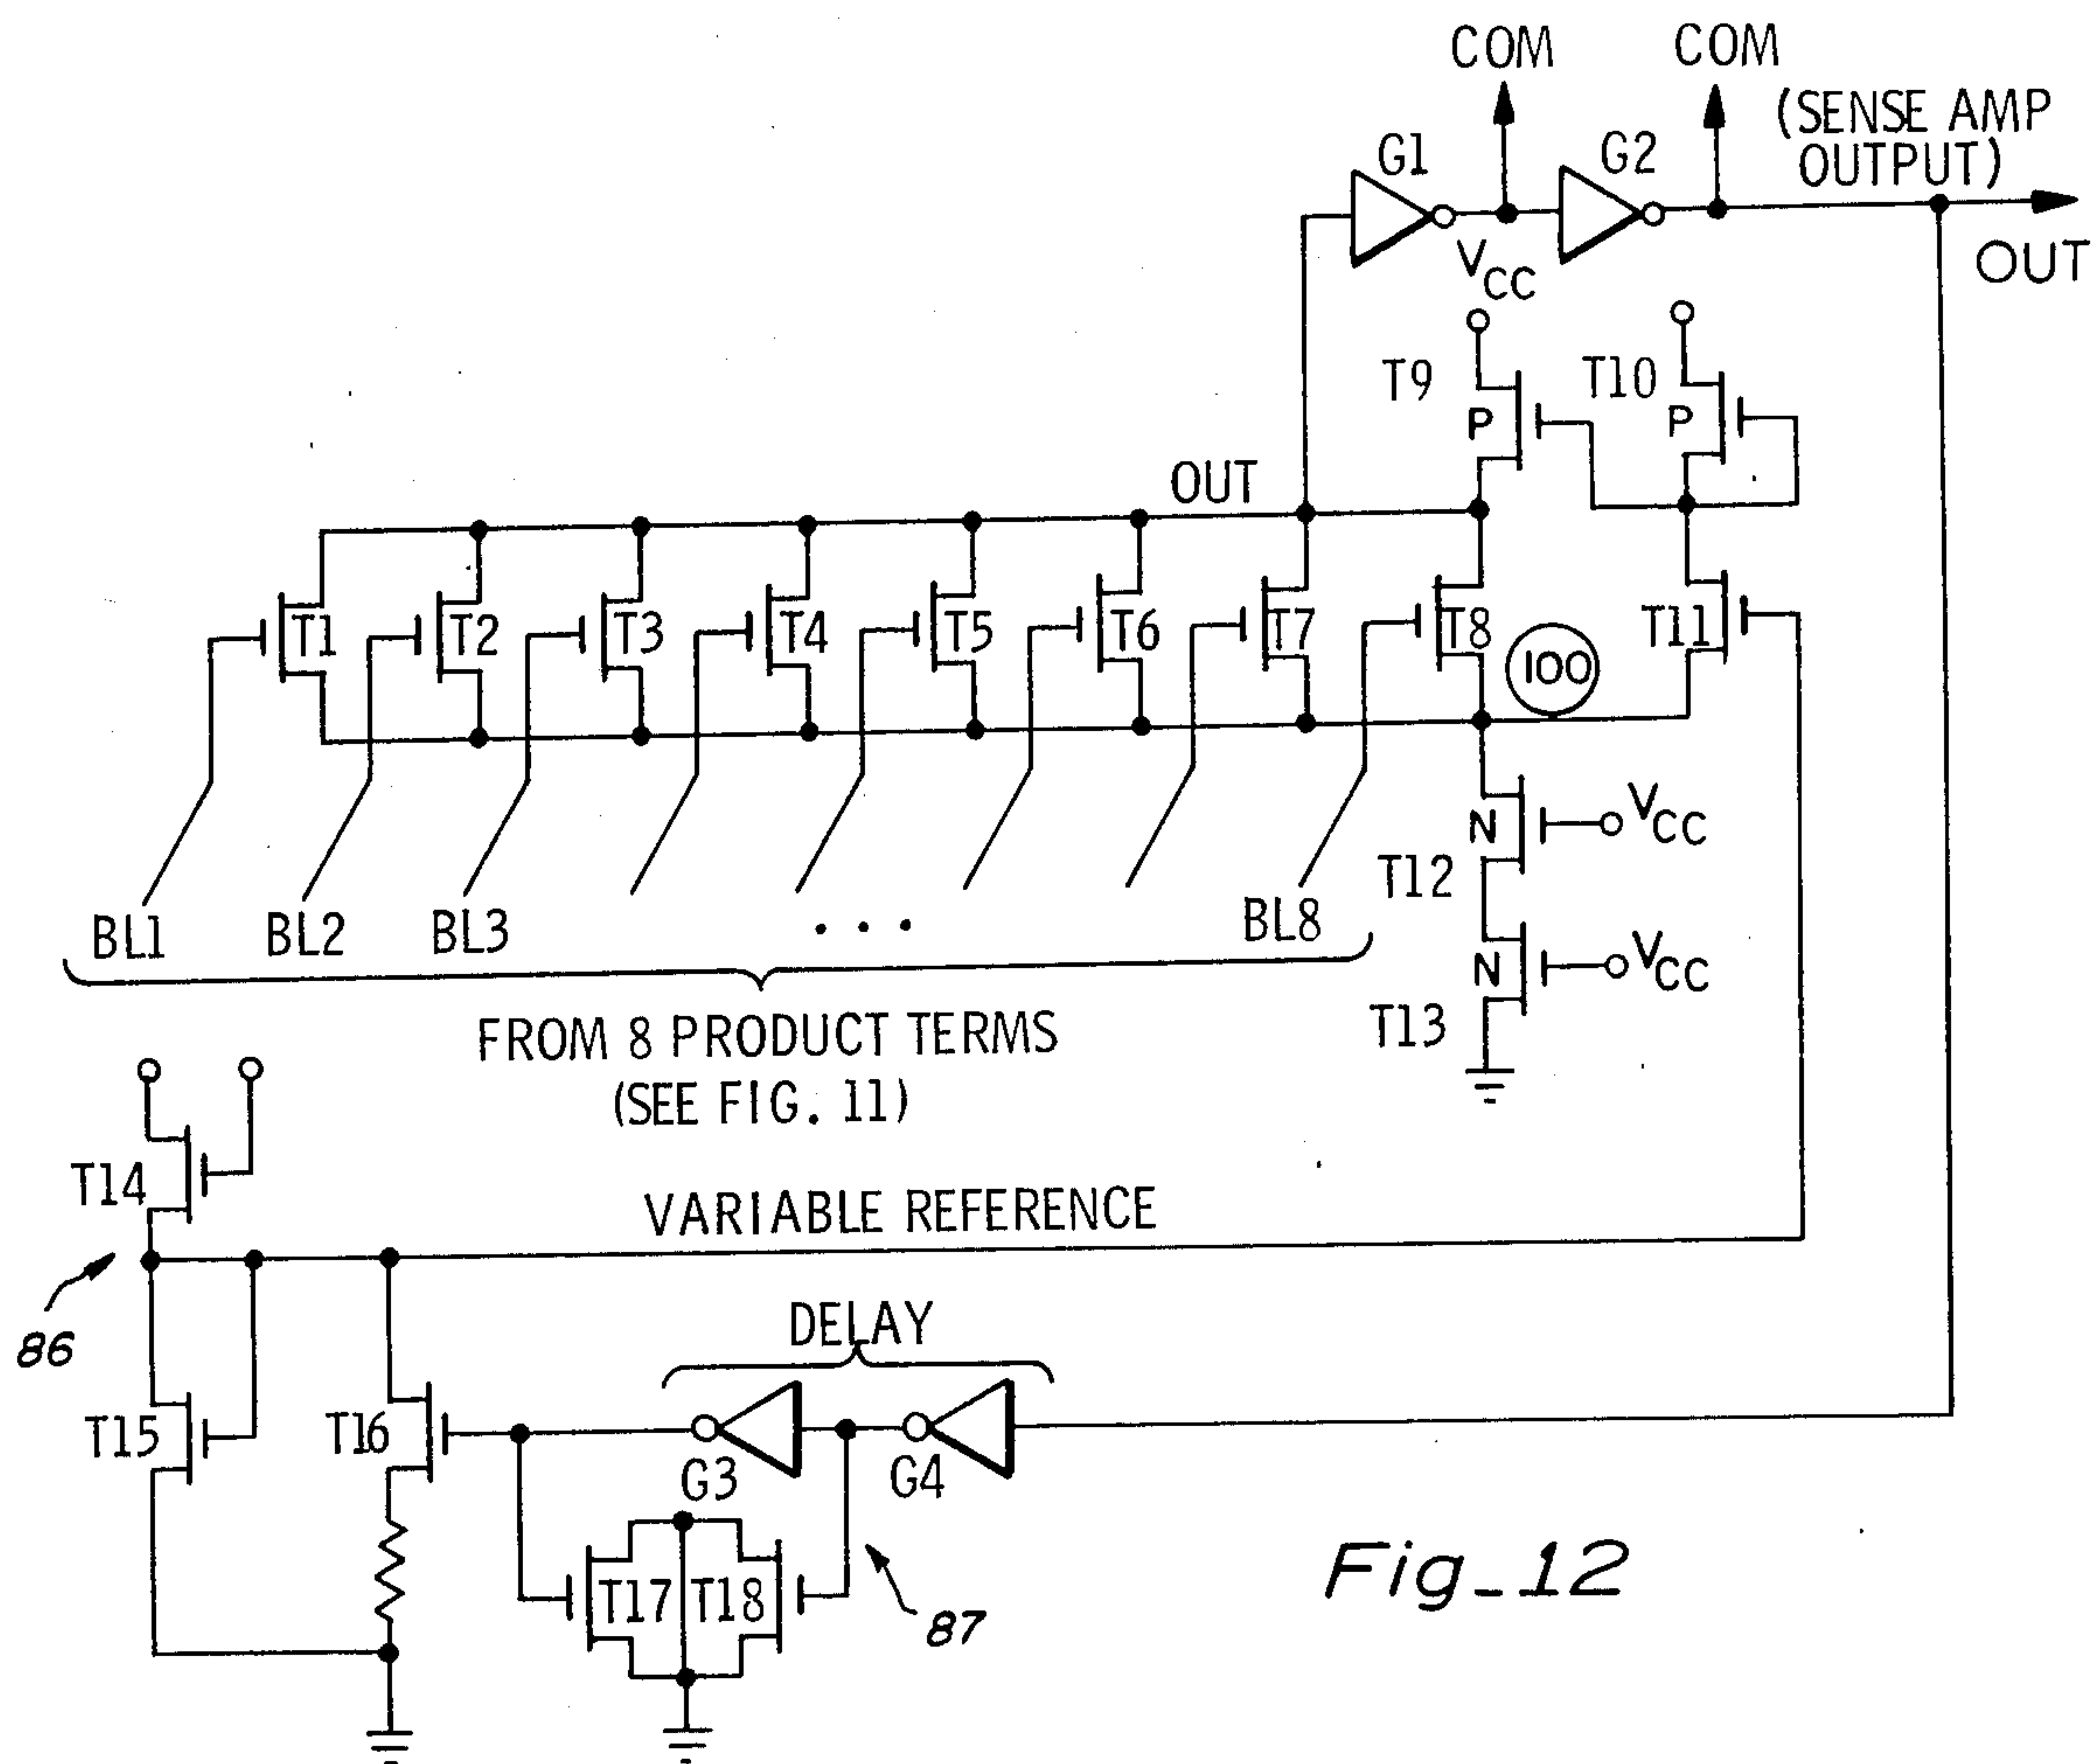 COM
COM
(SENSE AMP
OUTPUT)
G1
G2
VCC
OUT
T9
P
T10
P
OUT
T1
T2
T3
T4
T5
T6
T7
T8
100
T11
N
VCC
T12
BL1
BL2
BL3
. . .
BL8
N
VCC
T13
FROM 8 PRODUCT TERMS
(SEE FIG. 11)
T14
VARIABLE REFERENCE
86
DELAY
T15
T16
G3
G4
T17
T18
87
Fig_12